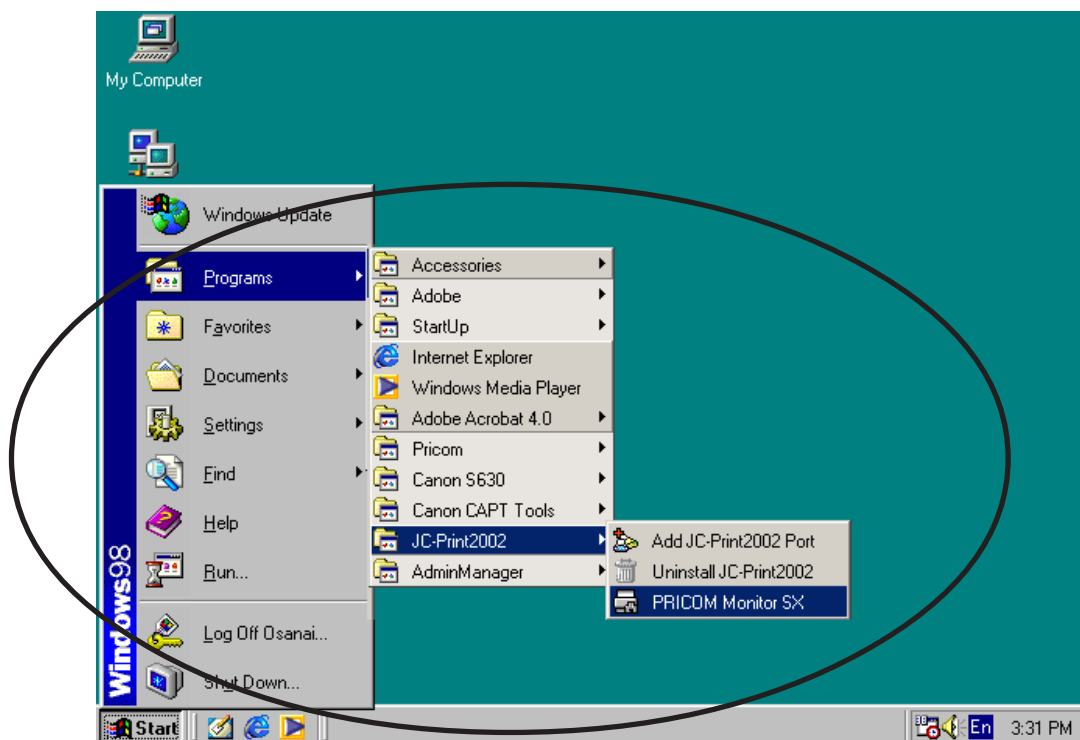 My Computer
Windows Update
Programs
Favorites
Documents
Settings
Find
Help
Run...
Log Off Osanai...
Shut Down...
Windows98
Accessories
Adobe
StartUp
Internet Explorer
Windows Media Player
Adobe Acrobat 4.0
Pricom
Canon S630
Canon CAPT Tools
JC-Print2002
AdminManager
Add JC-Print2002 Port
Uninstall JC-Print2002
PRICOM Monitor SX
Start
En
3:31 PM